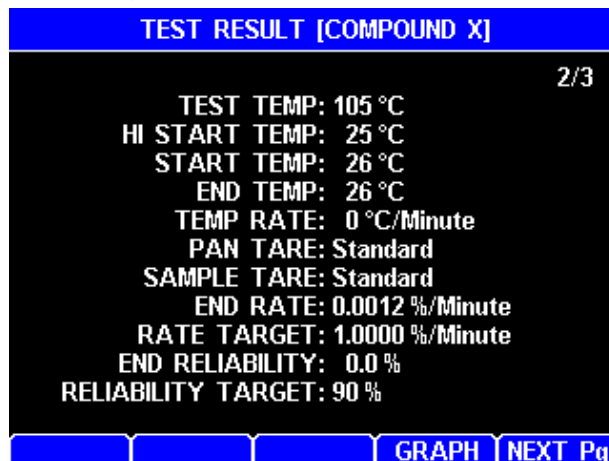 TEST RESULT [COMPOUND X]
2/3
TEST TEMP: 105 °C
HI START TEMP: 25 °C
START TEMP: 26 °C
END TEMP: 26 °C
TEMP RATE: 0 °C/Minute
PAN TARE: Standard
SAMPLE TARE: Standard
END RATE: 0.0012 %/Minute
RATE TARGET: 1.0000 %/Minute
END RELIABILITY: 0.0 %
RELIABILITY TARGET: 90 %
GRAPH NEXT Pg